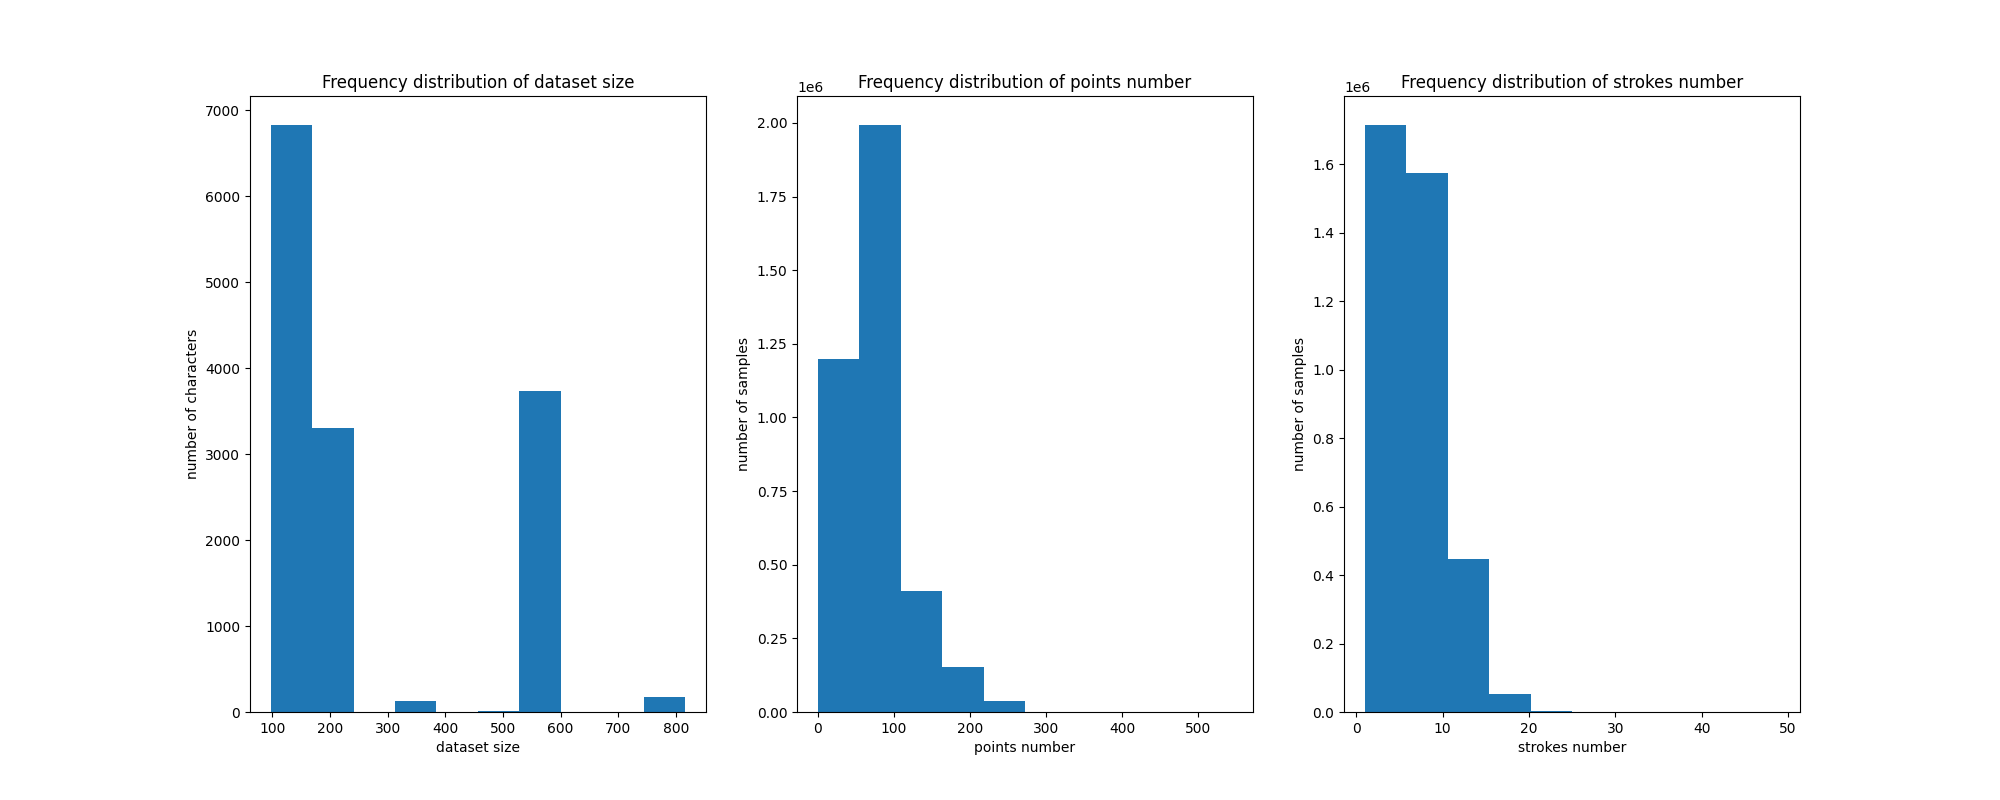 Frequency distribution of dataset size
7000
6000
5000
4000
3000
2000
1000
0
number of characters
100 200 300 400 500 600 700 800
dataset size
Frequency distribution of points number
1e6
2.00
1.75
1.50
1.25
1.00
0.75
0.50
0.25
0.00
number of samples
0 100 200 300 400 500
points number
Frequency distribution of strokes number
1e6
1.6
1.4
1.2
1.0
0.8
0.6
0.4
0.2
0.0
number of samples
0 10 20 30 40 50
strokes number